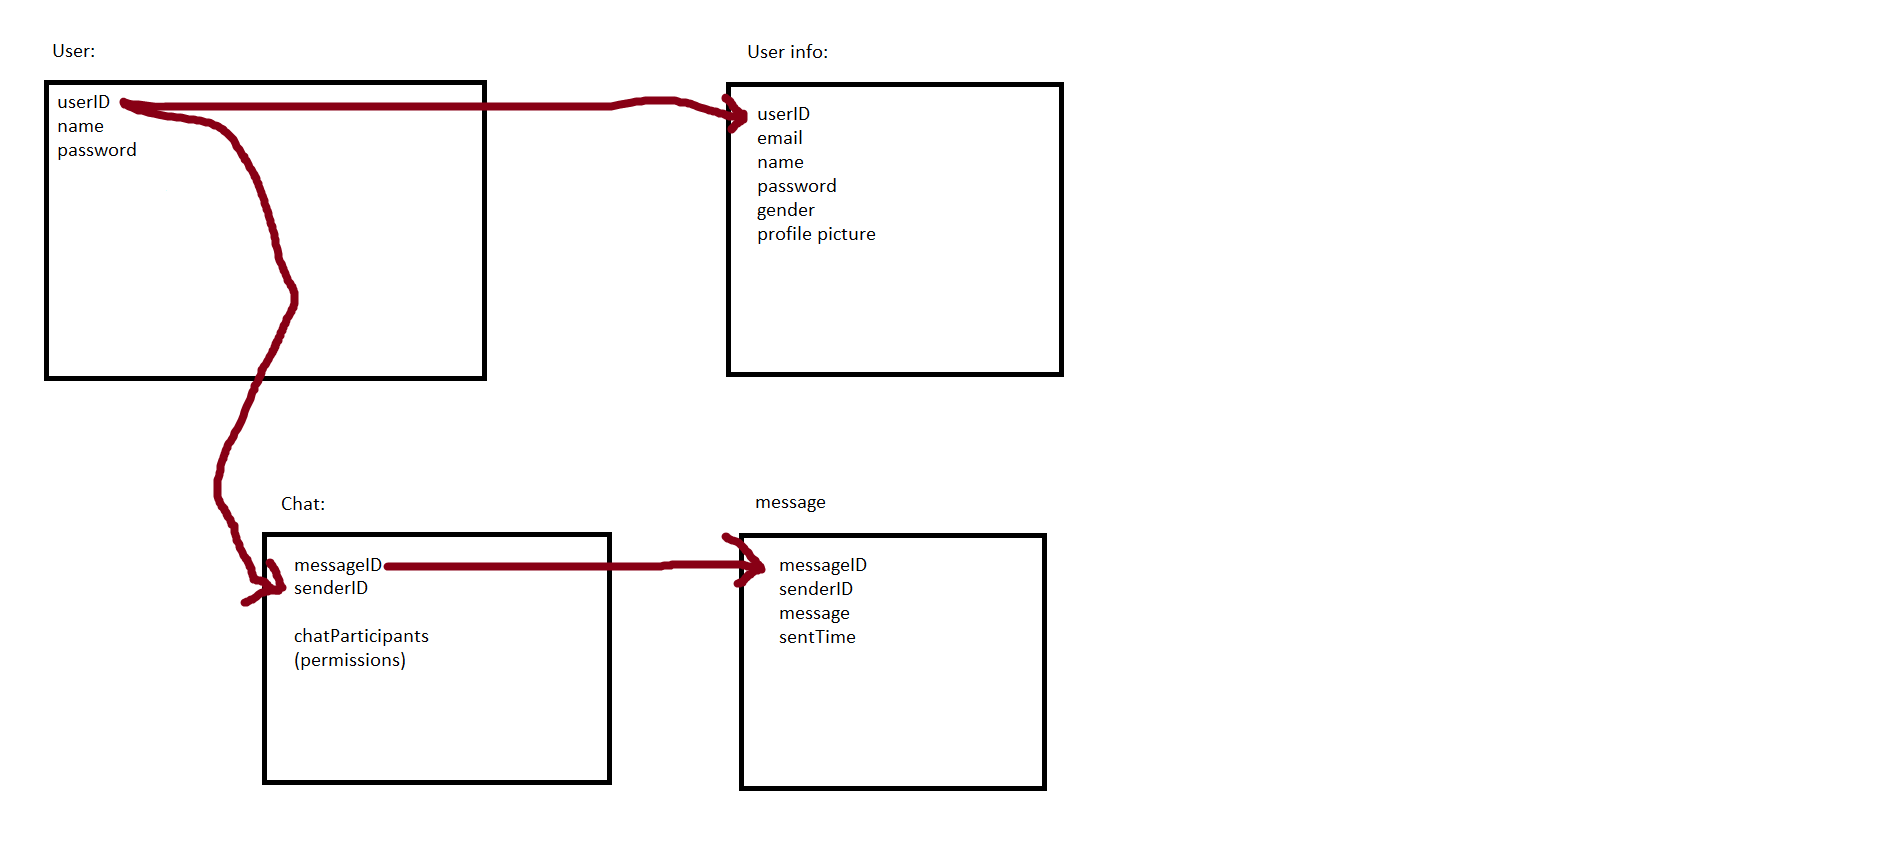 User:
userID
name
password
User info:
userID
email
name
password
gender
profile picture
Chat:
messageID
senderID
chatParticipants
(permissions)
message
messageID
senderID
message
sentTime